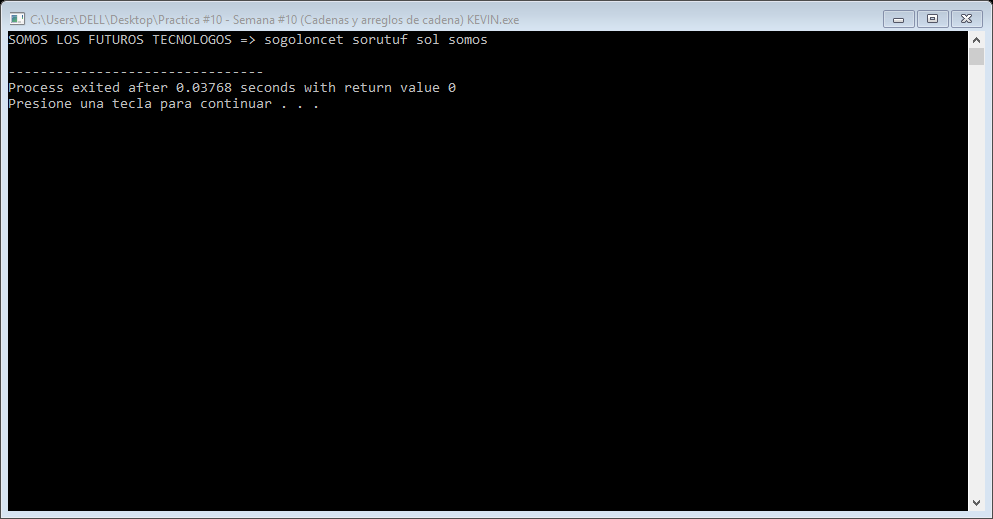 C:\Users\DELL\Desktop\Practica #10 - Semana #10 (Cadenas y arreglos de cadena) KEVIN.exe
SOMOS LOS FUTUROS TECNOLOGOS => sogoloncet sorutuf sol somos
--------------------------------
Process exited after 0.03768 seconds with return value 0
Presione una tecla para continuar . . .